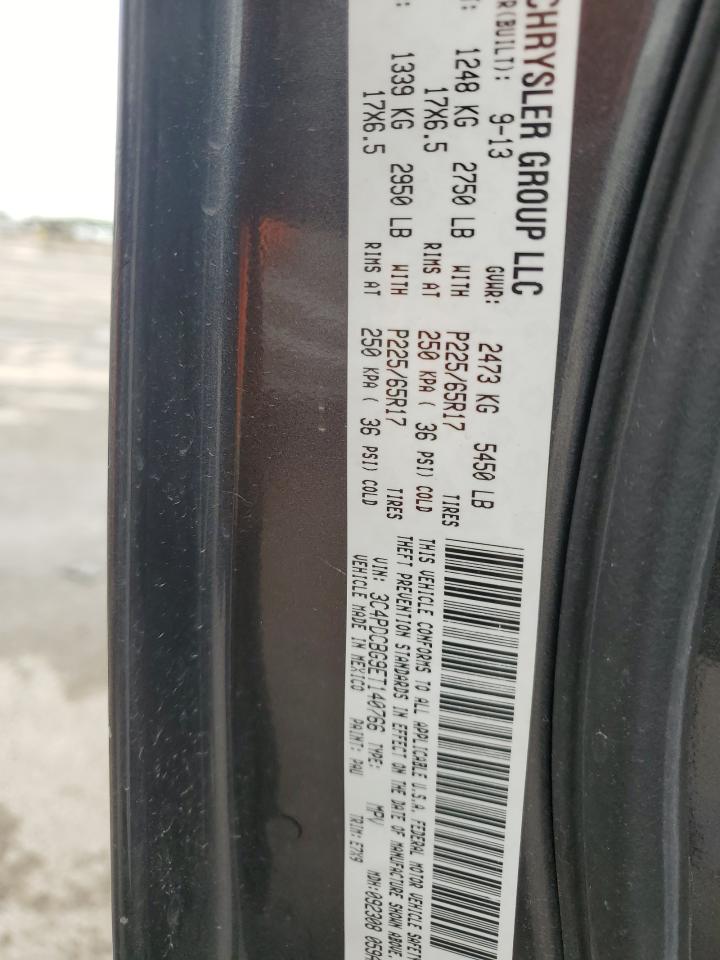 CHRYSLER GROUP LLC
R(BUILT): 9-13 GVWR: 2473 KG 5450 LB
: 1248 KG 2750 LB WITH P225/65R17 TIRES
17X6.5 RIMS AT 250 KPA ( 36 PSI) COLD
: 1339 KG 2950 LB WITH P225/65R17 TIRES
17X6.5 RIMS AT 250 KPA ( 36 PSI) COLD
THIS VEHICLE CONFORMS TO ALL APPLICABLE U.S.A. FEDERAL MOTOR VEHICLE SAFETY
THEFT PREVENTION STANDARDS IN EFFECT ON THE DATE OF MANUFACTURE SHOWN ABOVE.
VIN: 3C4PDCBG9ET140766 TYPE: MPV MDH:092308 059
VEHICLE MADE IN MEXICO PAINT: PAU TRIM: E7X9